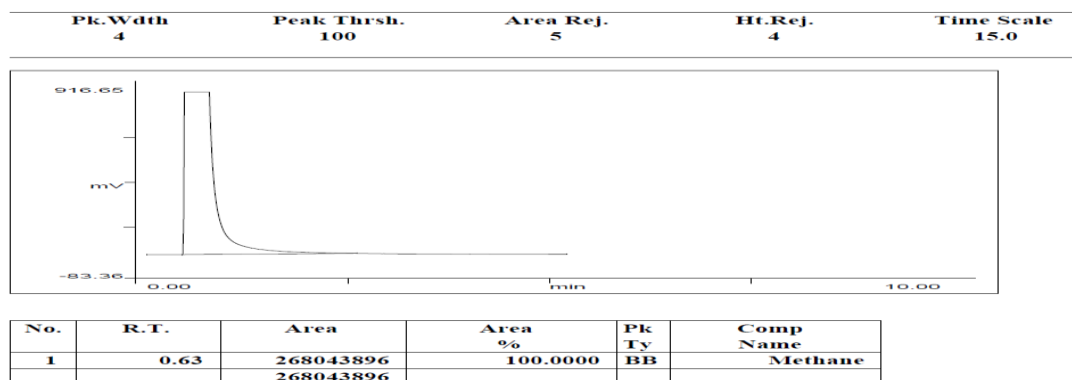 Pk.Wdth Peak Thrsh. Area Rej. Ht.Rej. Time Scale
4 100 5 4 15.0
916.65
mV
-83.36
0.00 min 10.00
No. R.T. Area Area % Pk Ty Comp Name
1 0.63 268043896 100.0000 BB Methane
268043896